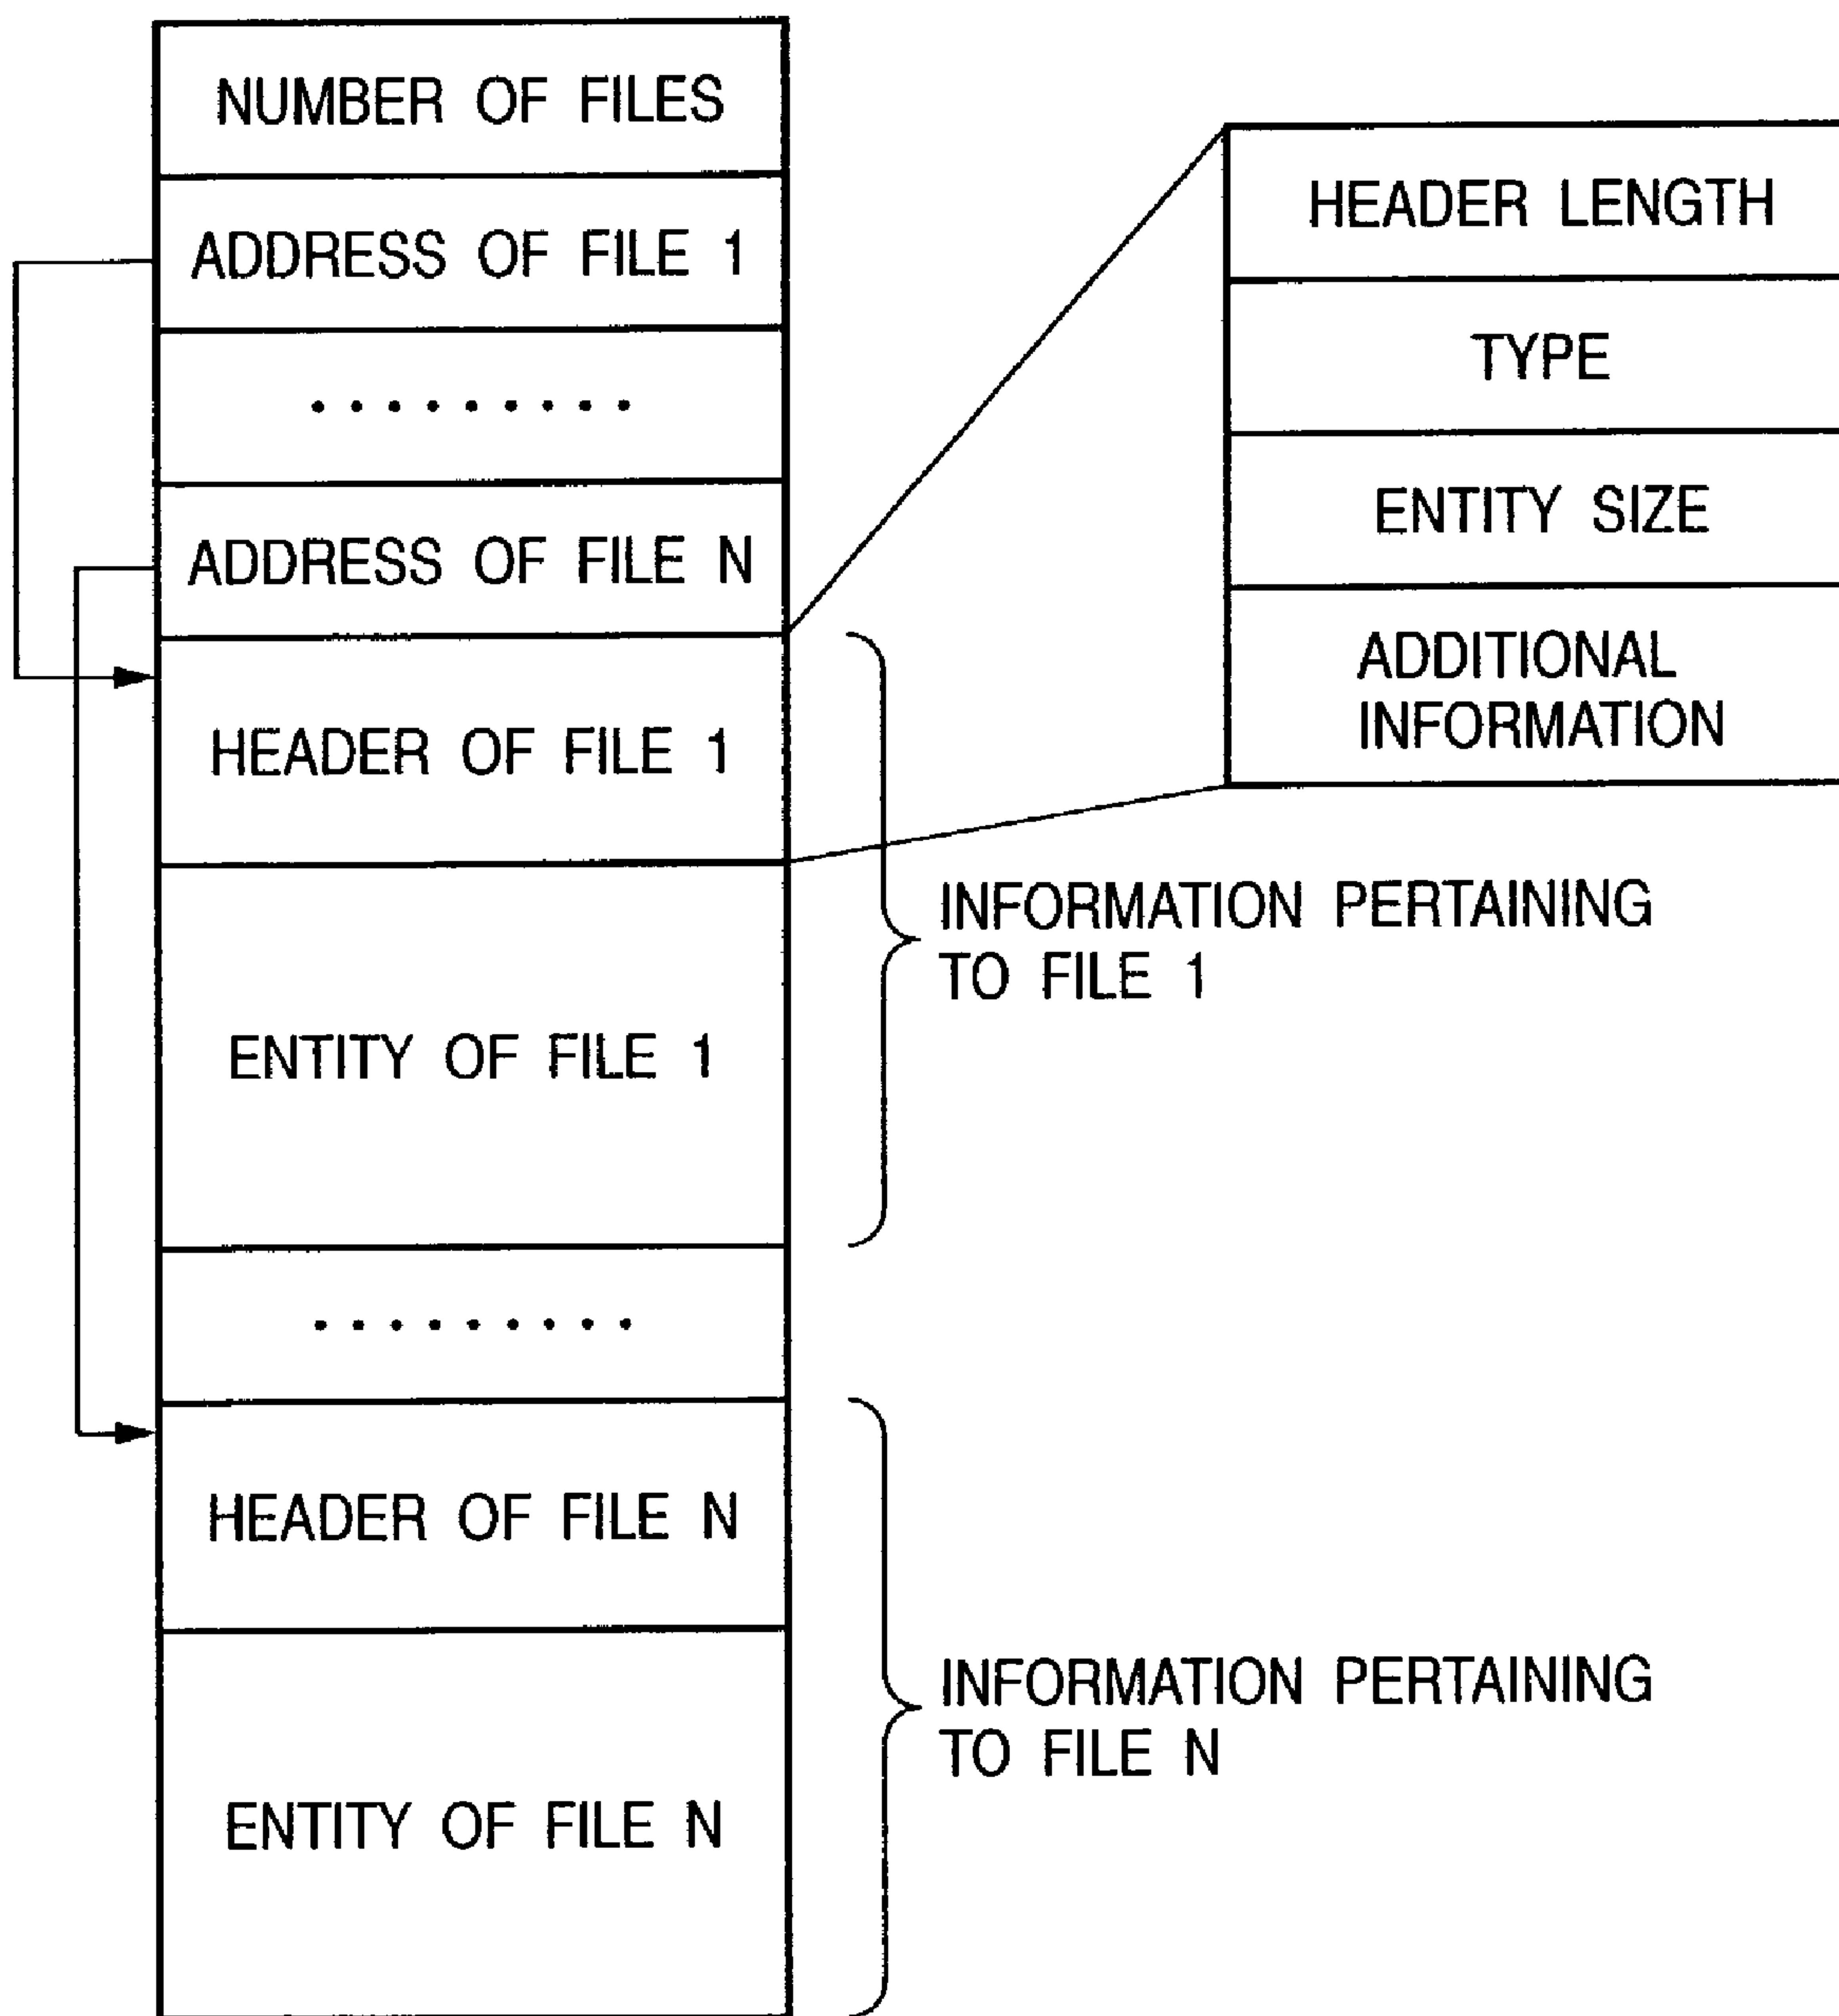 NUMBER OF FILES
ADDRESS OF FILE 1
.........
ADDRESS OF FILE N
HEADER OF FILE 1
ENTITY OF FILE 1
.........
HEADER OF FILE N
ENTITY OF FILE N
HEADER LENGTH
TYPE
ENTITY SIZE
ADDITIONAL
INFORMATION
INFORMATION PERTAINING
TO FILE 1
INFORMATION PERTAINING
TO FILE N